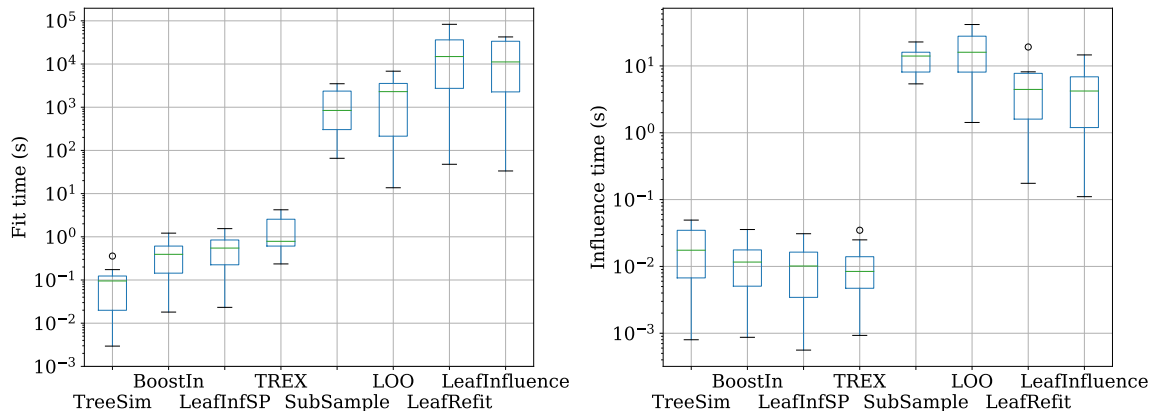 10^5
10^4
10^3
10^2
10^1
10^0
10^-1
10^-2
10^-3
Fit time (s)
BoostIn TREX LOO LeafInfluence
TreeSim LeafInfSP SubSample LeafRefit
10^1
10^0
10^-1
10^-2
10^-3
Influence time (s)
BoostIn TREX LOO LeafInfluence
TreeSim LeafInfSP SubSample LeafRefit